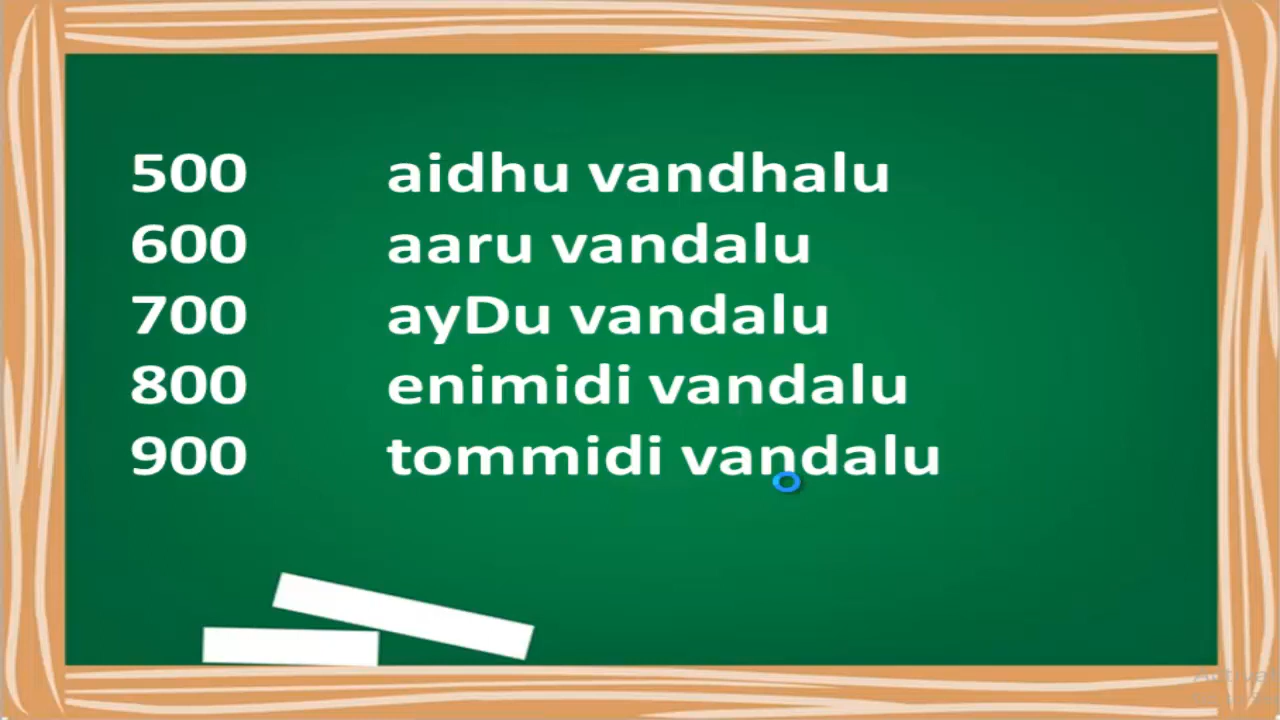 500 aidhu vandhalu
600 aaru vandalu
700 ayDu vandalu
800 enimidi vandalu
900 tommidi vandalu